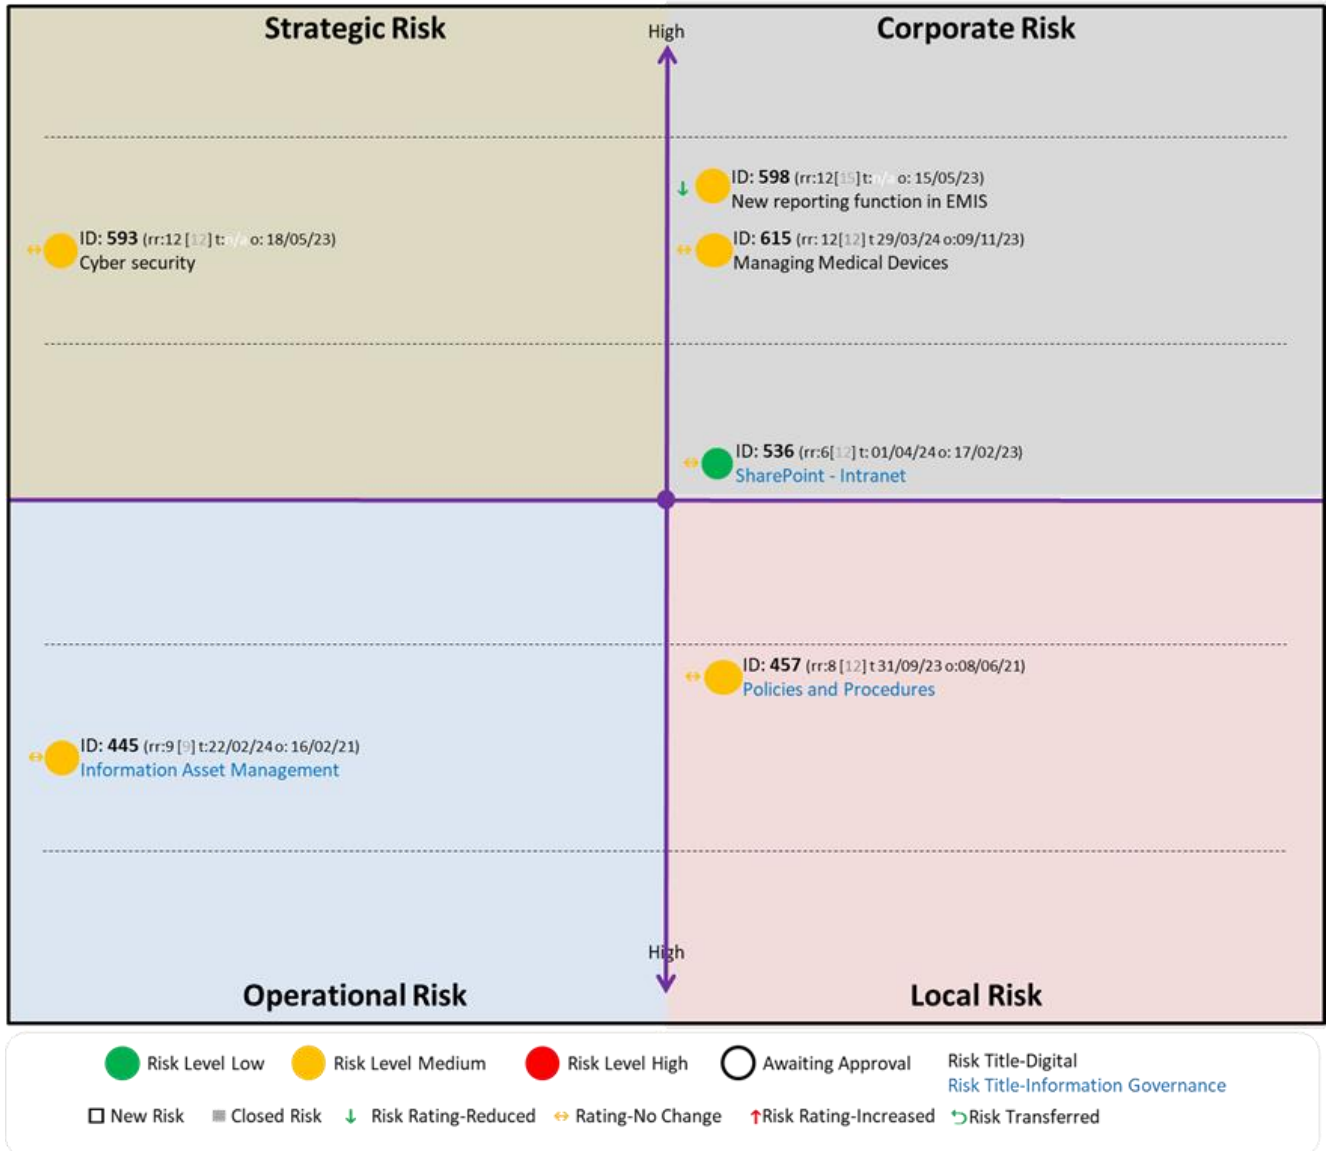 Strategic Risk
High
Corporate Risk
ID: 598 (rr:12[15] t:n/a o: 15/05/23)
New reporting function in EMIS
ID: 593 (rr:12 [12] t:n/a o: 18/05/23)
Cyber security
ID: 615 (rr: 12[12] t 29/03/24 o:09/11/23)
Managing Medical Devices
ID: 536 (rr:6[12] t: 01/04/24 o: 17/02/23)
SharePoint - Intranet
ID: 457 (rr:8 [12] t 31/09/23 o:08/06/21)
Policies and Procedures
ID: 445 (rr:9 [9] t:22/02/24 o: 16/02/21)
Information Asset Management
High
Operational Risk
Local Risk
Risk Level Low
Risk Level Medium
Risk Level High
Awaiting Approval
Risk Title-Digital
Risk Title-Information Governance
New Risk
Closed Risk
Risk Rating-Reduced
Rating-No Change
Risk Rating-Increased
Risk Transferred